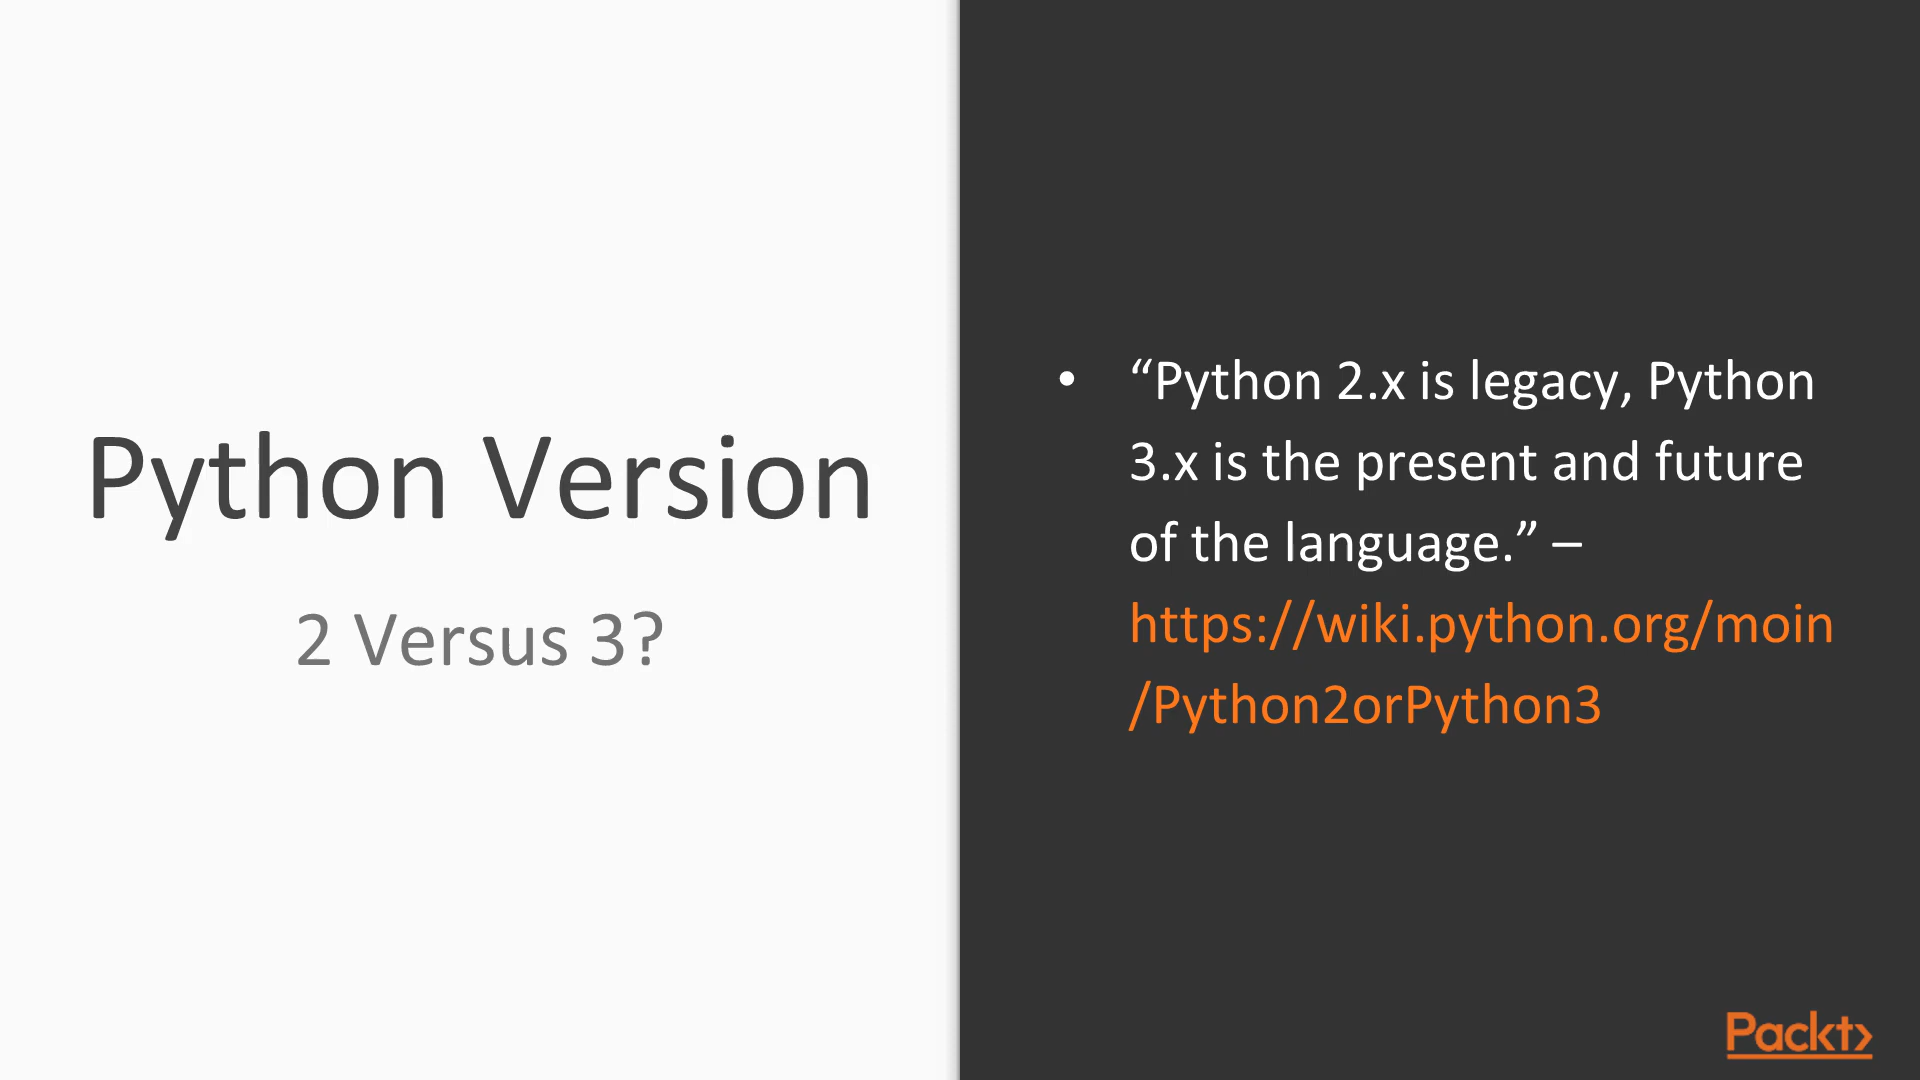 Python Version
2 Versus 3?
• “Python 2.x is legacy, Python
3.x is the present and future
of the language.” –
https://wiki.python.org/moin
/Python2orPython3
Packt>